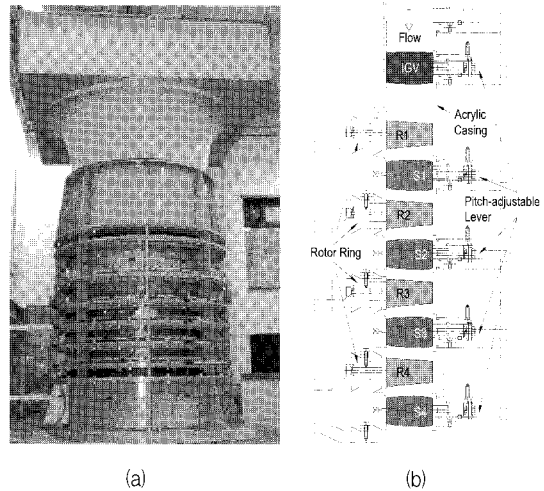 Flow
IGV
Acrylic
Casing
R1
S1
Pitch-adjustable
Lever
R2
Rotor Ring
S2
R3
S3
R4
S4
(a)
(b)